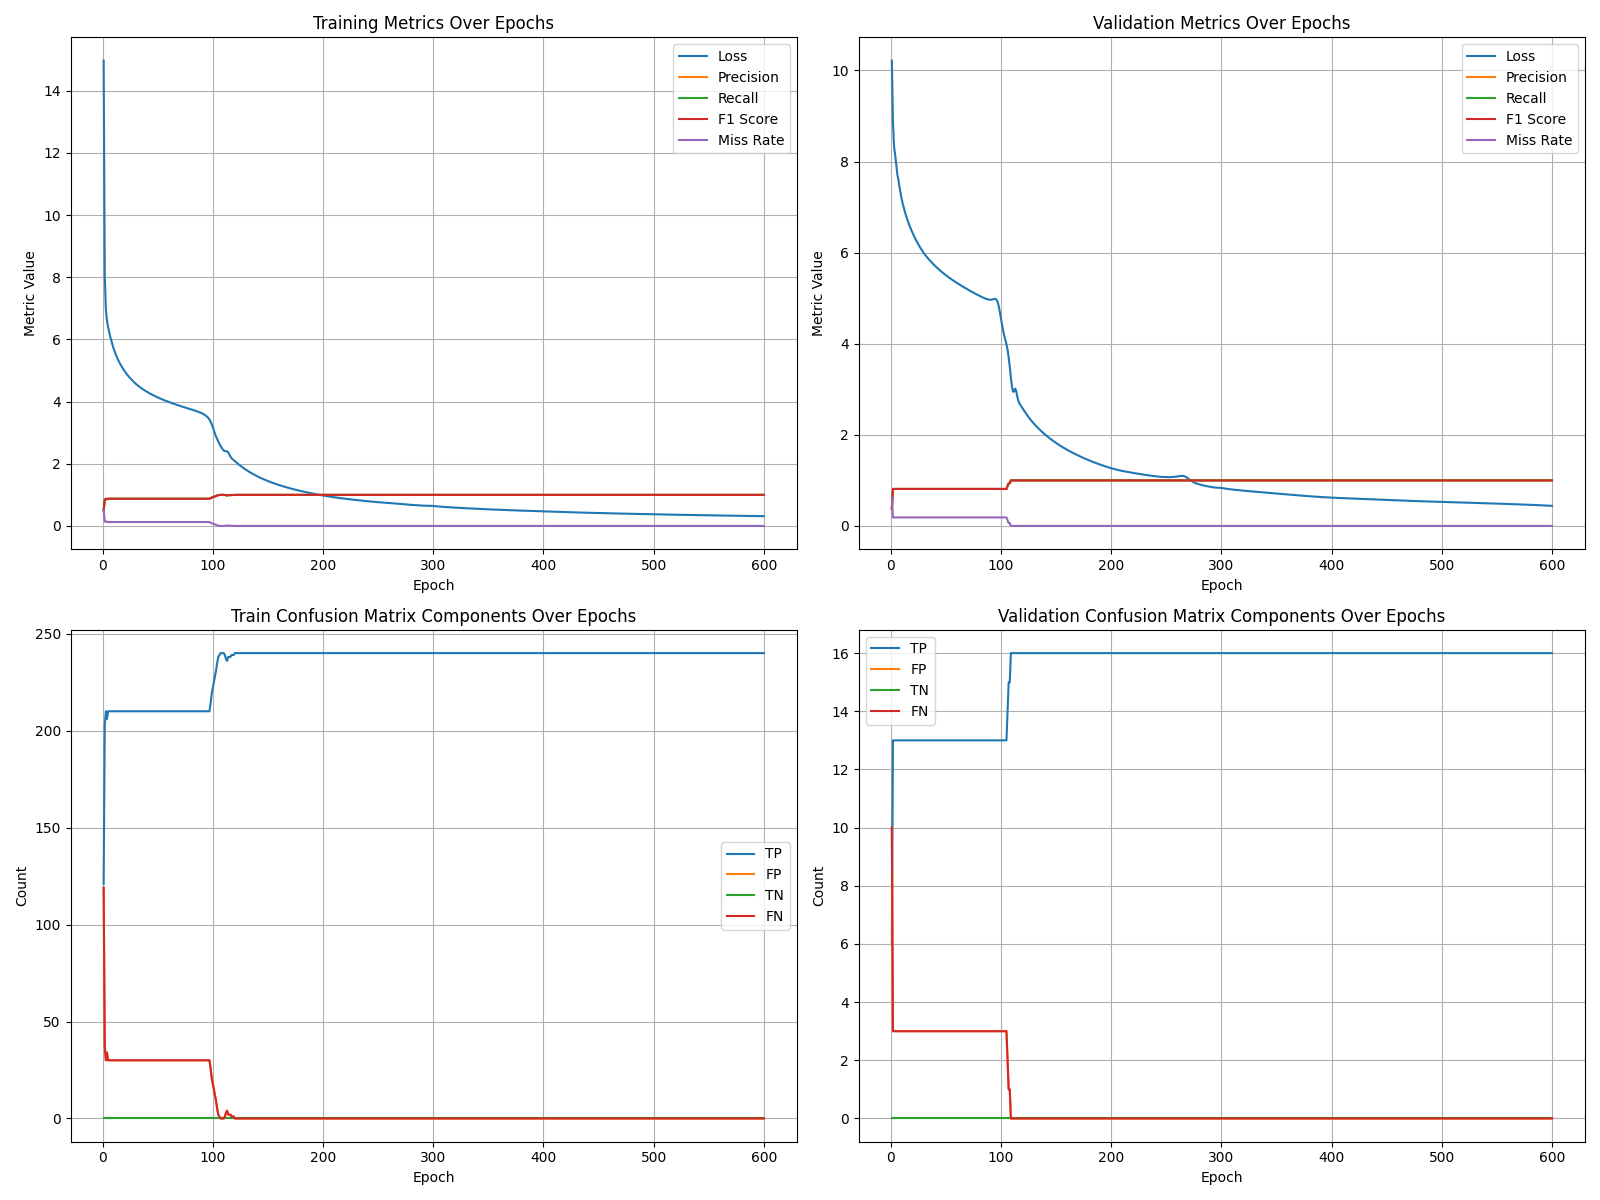 Training Metrics Over Epochs
Metric Value
14
12
10
8
6
4
2
0
0 100 200 300 400 500 600
Epoch
Loss
Precision
Recall
F1 Score
Miss Rate
Validation Metrics Over Epochs
Metric Value
10
8
6
4
2
0
0 100 200 300 400 500 600
Epoch
Loss
Precision
Recall
F1 Score
Miss Rate
Train Confusion Matrix Components Over Epochs
Count
250
200
150
100
50
0
0 100 200 300 400 500 600
Epoch
TP
FP
TN
FN
Validation Confusion Matrix Components Over Epochs
Count
16
14
12
10
8
6
4
2
0
0 100 200 300 400 500 600
Epoch
TP
FP
TN
FN